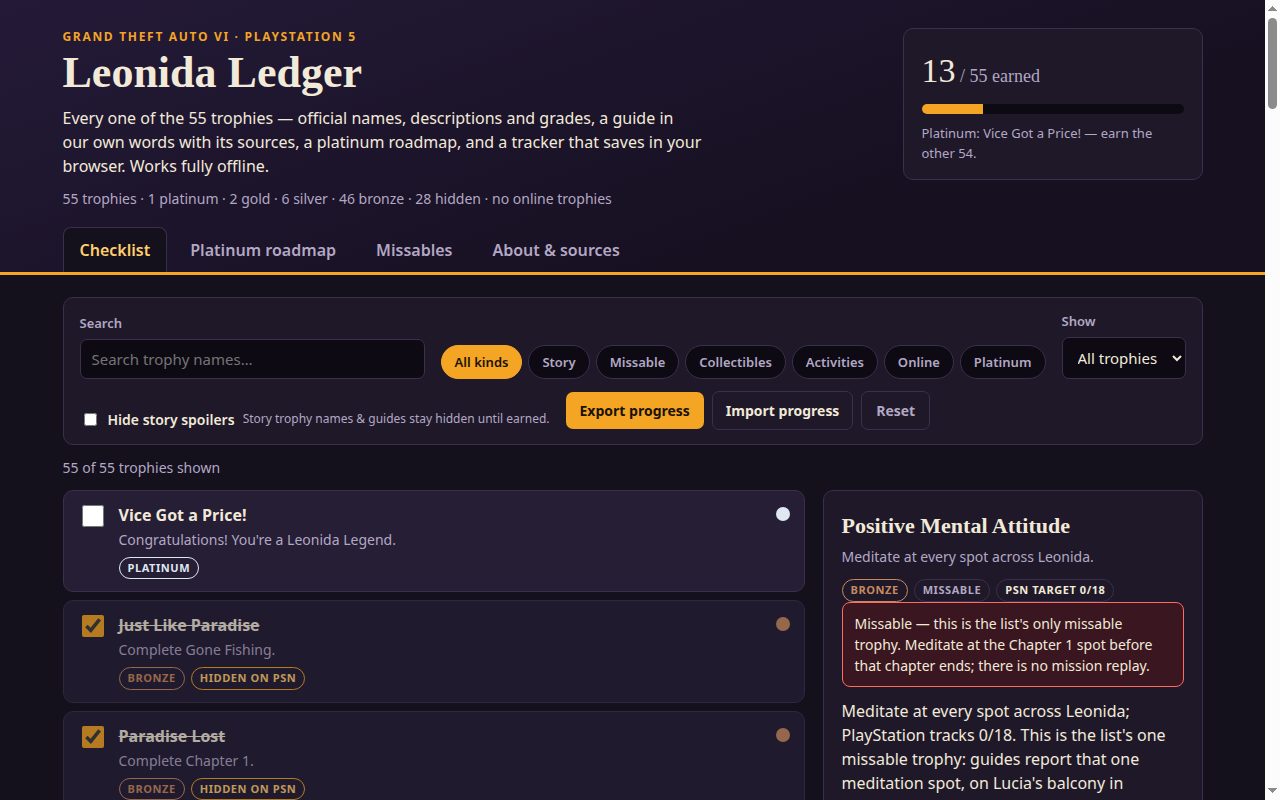 GRAND THEFT AUTO VI · PLAYSTATION 5
Leonida Ledger
Every one of the 55 trophies — official names, descriptions and grades, a guide in
our own words with its sources, a platinum roadmap, and a tracker that saves in your
browser. Works fully offline.
55 trophies · 1 platinum · 2 gold · 6 silver · 46 bronze · 28 hidden · no online trophies
13 / 55 earned
Platinum: Vice Got a Price! — earn the
other 54.
Checklist
Platinum roadmap
Missables
About & sources
Search
Search trophy names…
All kinds
Story
Missable
Collectibles
Activities
Online
Platinum
Show
All trophies
Hide story spoilers
Story trophy names & guides stay hidden until earned.
Export progress
Import progress
Reset
55 of 55 trophies shown
Vice Got a Price!
Congratulations! You're a Leonida Legend.
PLATINUM
Just Like Paradise
Complete Gone Fishing.
BRONZE
HIDDEN ON PSN
Paradise Lost
Complete Chapter 1.
BRONZE
HIDDEN ON PSN
Positive Mental Attitude
Meditate at every spot across Leonida.
BRONZE
MISSABLE
PSN TARGET 0/18
Missable — this is the list's only missable
trophy. Meditate at the Chapter 1 spot before
that chapter ends; there is no mission replay.
Meditate at every spot across Leonida;
PlayStation tracks 0/18. This is the list's one
missable trophy: guides report that one
meditation spot, on Lucia's balcony in